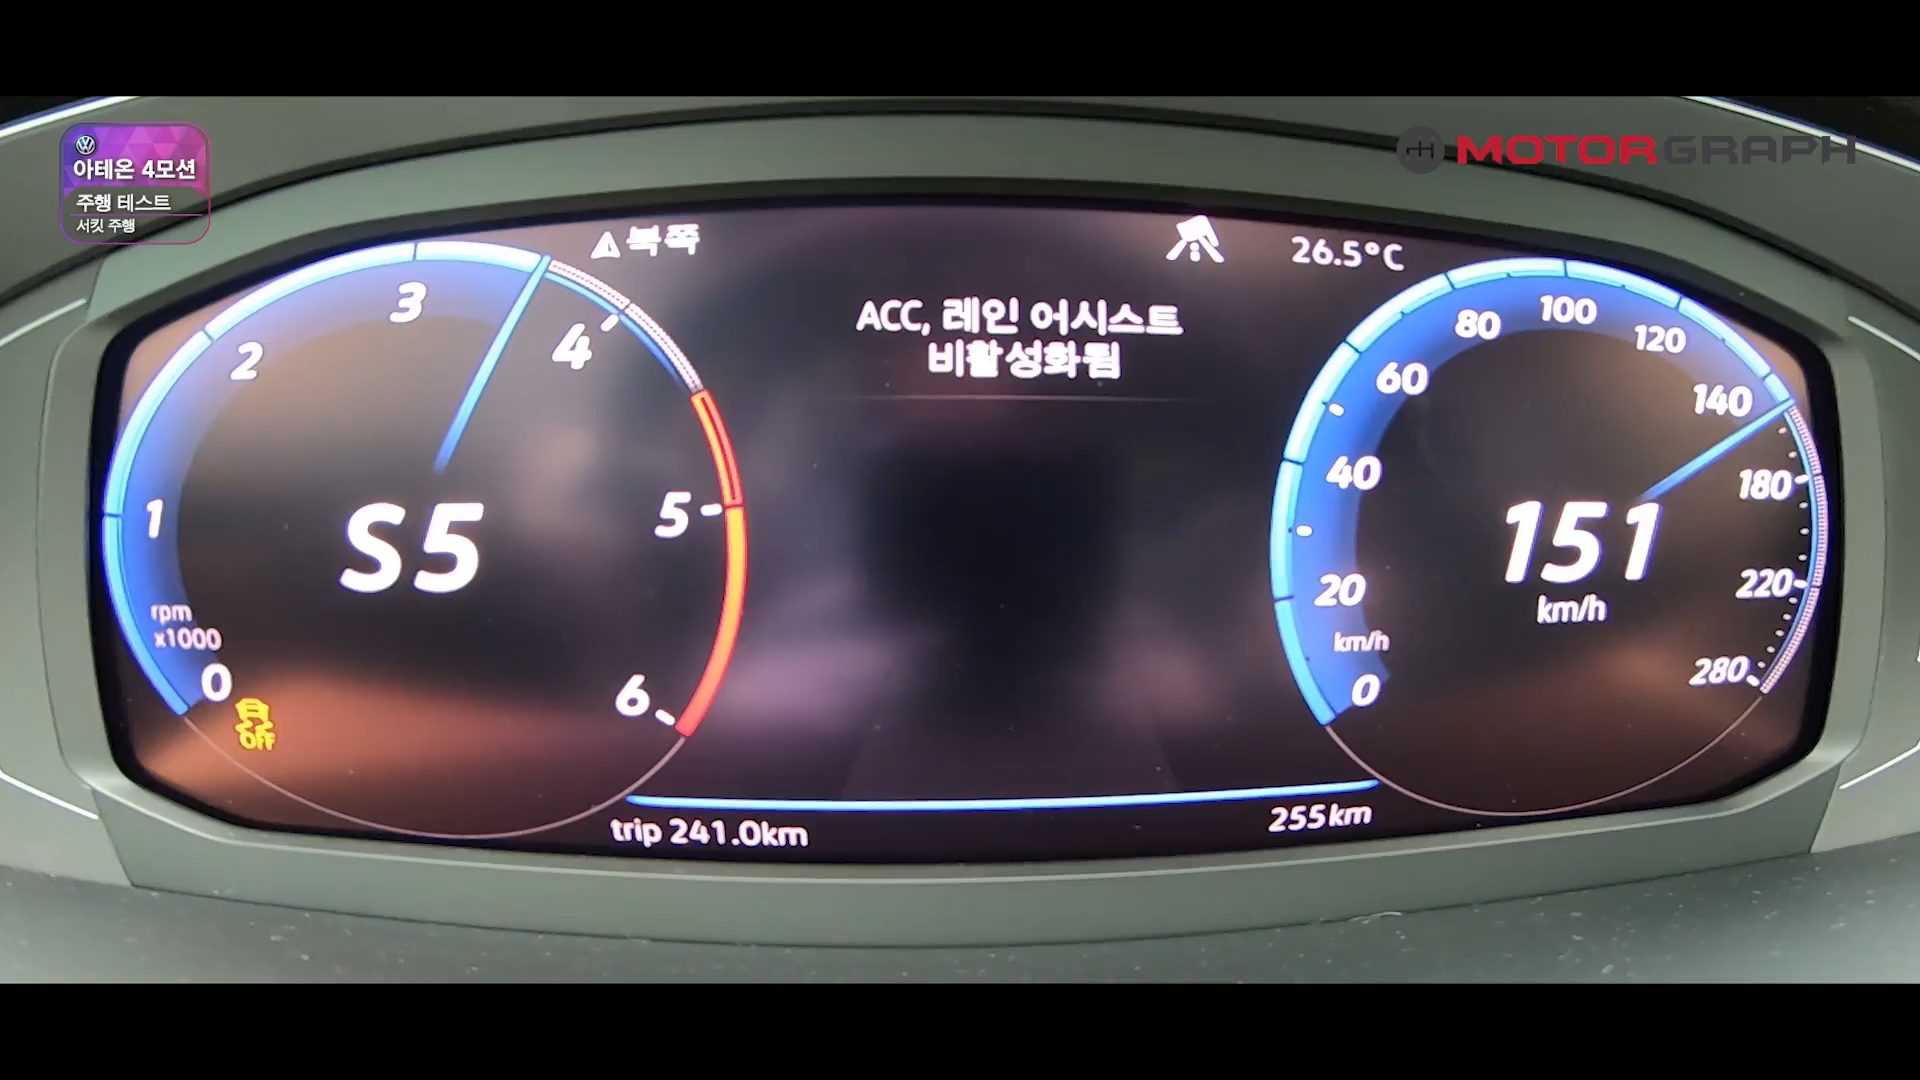 아테온 4모션
주행 테스트
서킷 주행
MOTORGRAPH
북쪽
26.5°C
ACC, 레인 어시스트
비활성화됨
0
1
2
3
4
5
6
rpm
x1000
S5
0
20
40
60
80
100
120
140
180
220
280
km/h
151
km/h
OFF
trip 241.0km
255km